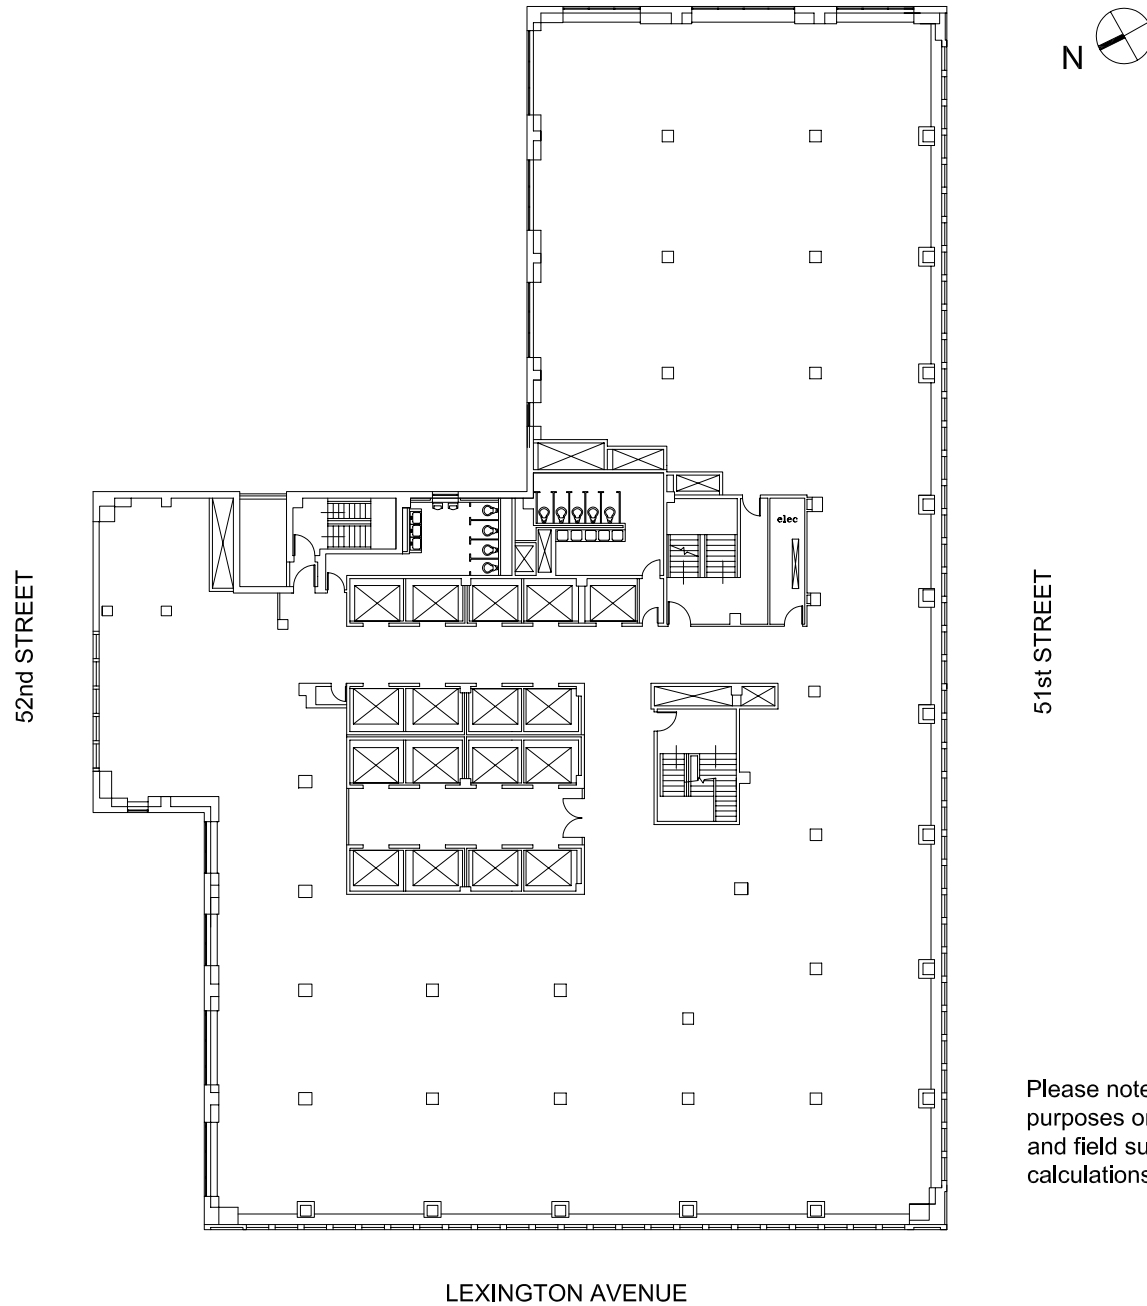 N
elec
52nd STREET
51st STREET
Please note
purposes o
and field su
calculations
LEXINGTON AVENUE